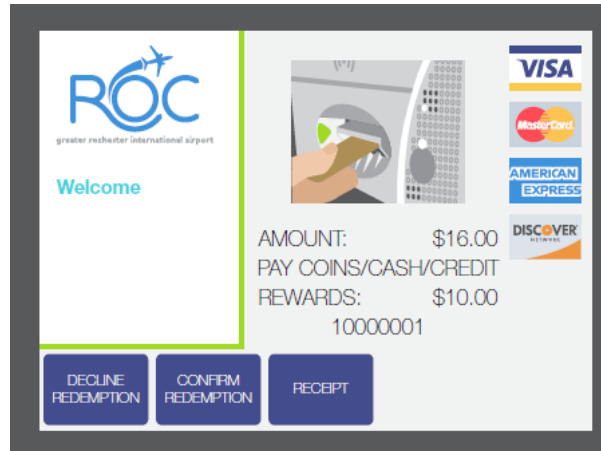 ROC
greater rochester international airport
Welcome
VISA
MasterCard
AMERICAN
EXPRESS
DISCOVER
NETWORK
AMOUNT: $16.00
PAY COINS/CASH/CREDIT
REWARDS: $10.00
10000001
DECLINE
REDEMPTION
CONFIRM
REDEMPTION
RECEIPT